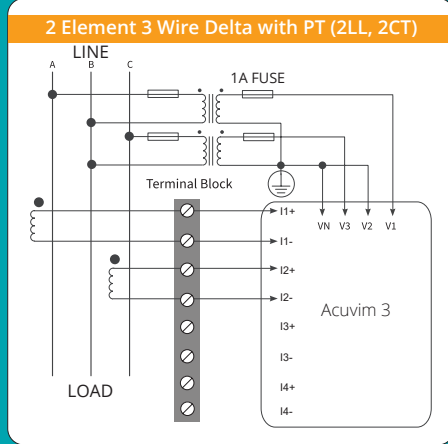 2 Element 3 Wire Delta with PT (2LL, 2CT)
LINE
A B C
1A FUSE
Terminal Block
VN V3 V2 V1
I1+
I1-
I2+
I2-
I3+
I3-
I4+
I4-
Acuvim 3
LOAD